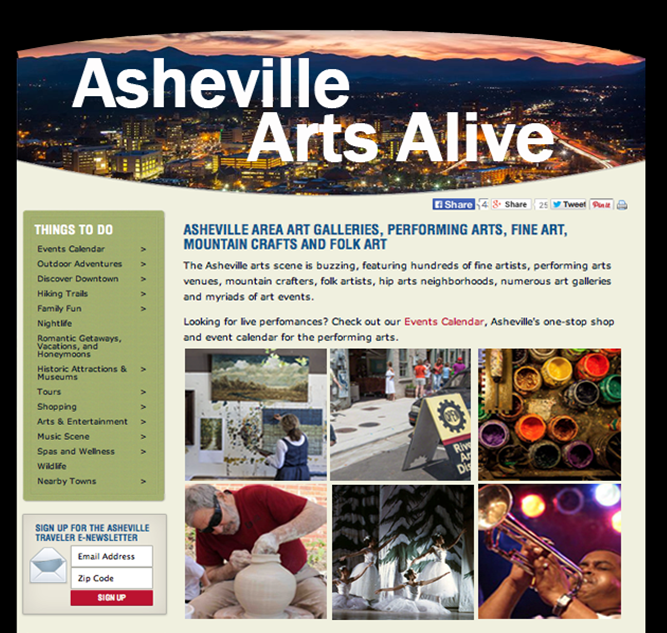 Asheville
Arts Alive
Share
4
Share
25
Tweet
Pin it
THINGS TO DO
Events Calendar >
Outdoor Adventures >
Discover Downtown >
Hiking Trails >
Family Fun >
Nightlife
Romantic Getaways,
Vacations, and
Honeymoons
Historic Attractions & >
Museums
Tours >
Shopping >
Arts & Entertainment >
Music Scene >
Spas and Wellness >
Wildlife
Nearby Towns >
SIGN UP FOR THE ASHEVILLE
TRAVELER E-NEWSLETTER
Email Address
Zip Code
SIGN UP
ASHEVILLE AREA ART GALLERIES, PERFORMING ARTS, FINE ART,
MOUNTAIN CRAFTS AND FOLK ART
The Asheville arts scene is buzzing, featuring hundreds of fine artists, performing arts
venues, mountain crafters, folk artists, hip arts neighborhoods, numerous art galleries
and myriads of art events.
Looking for live perfomances? Check out our Events Calendar, Asheville's one-stop shop
and event calendar for the performing arts.